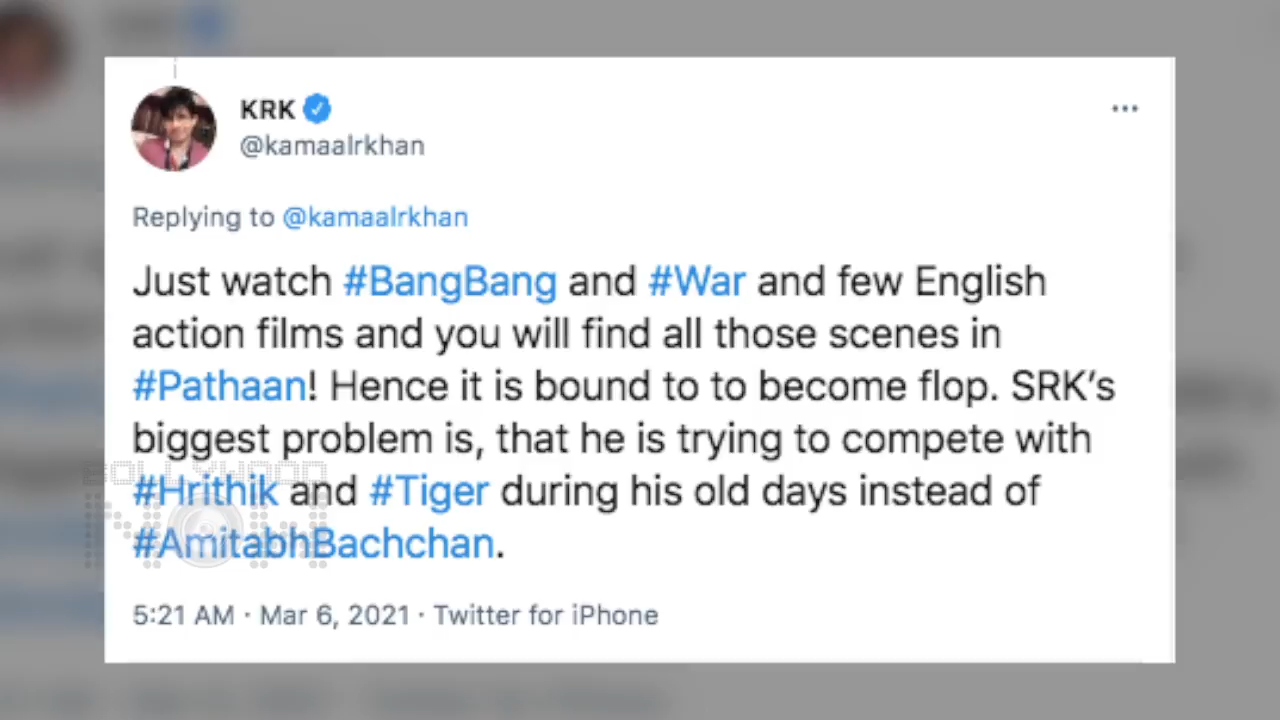 KRK
@kamaalrkhan
Replying to @kamaalrkhan
Just watch #BangBang and #War and few English
action films and you will find all those scenes in
#Pathaan! Hence it is bound to to become flop. SRK’s
biggest problem is, that he is trying to compete with
#Hrithik and #Tiger during his old days instead of
#AmitabhBachchan.
5:21 AM · Mar 6, 2021 · Twitter for iPhone
BOLLYWOOD
NOW